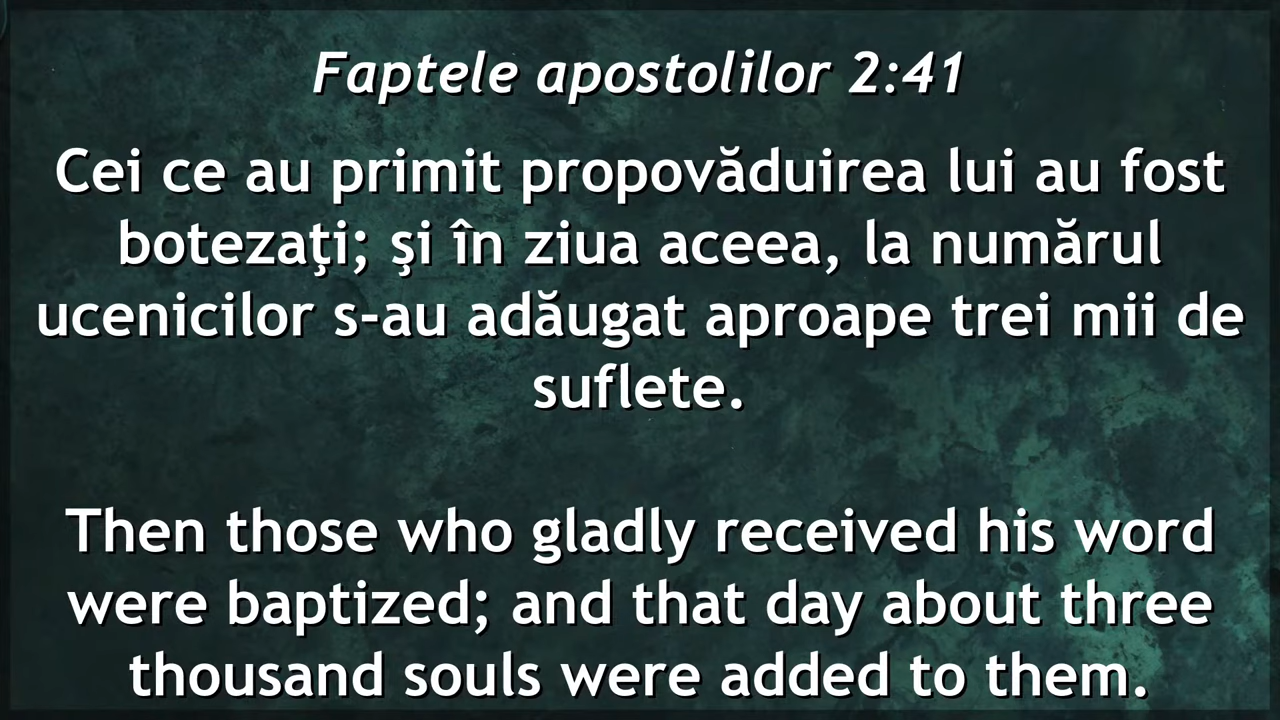 Faptele apostolilor 2:41
Cei ce au primit propovăduirea lui au fost
botezaţi; şi în ziua aceea, la numărul
ucenicilor s-au adăugat aproape trei mii de
suflete.
Then those who gladly received his word
were baptized; and that day about three
thousand souls were added to them.